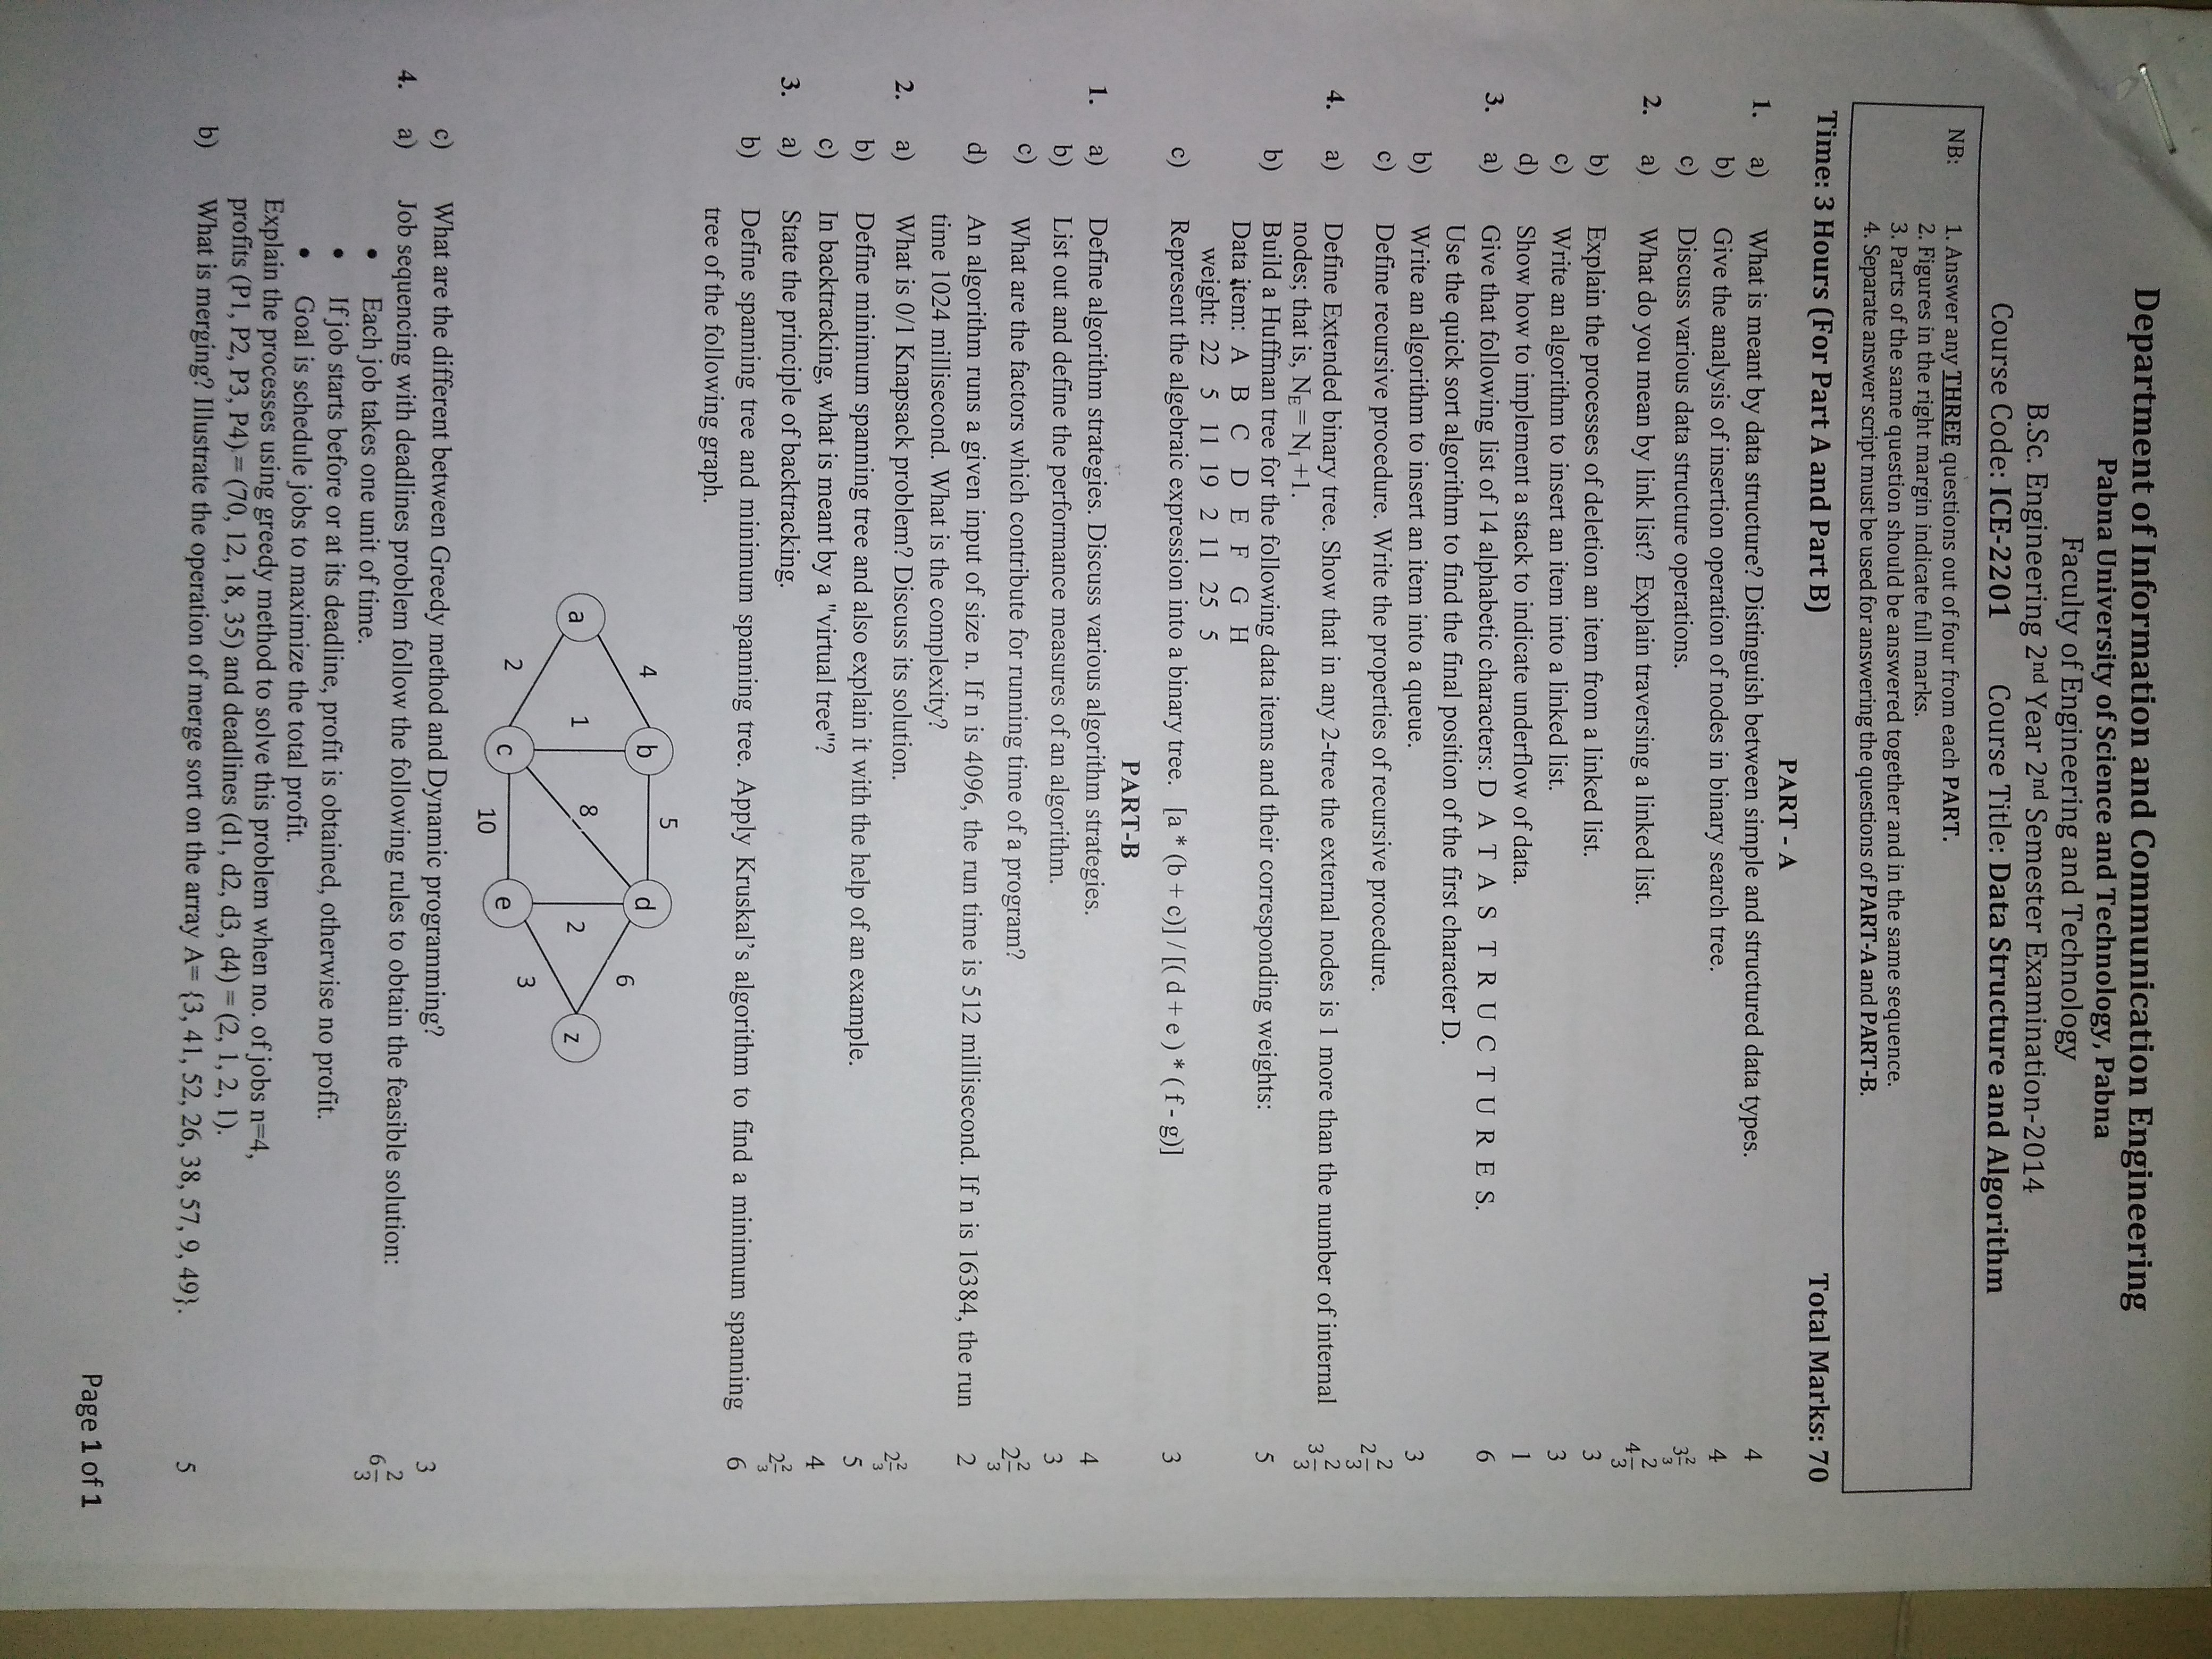 Department of Information and Communication Engineering
Pabna University of Science and Technology, Pabna
Faculty of Engineering and Technology
B.Sc. Engineering 2nd Year 2nd Semester Examination-2014
Course Code: ICE-2201 Course Title: Data Structure and Algorithm
NB: 1. Answer any THREE questions out of four from each PART.
2. Figures in the right margin indicate full marks.
3. Parts of the same question should be answered together and in the same sequence.
4. Separate answer script must be used for answering the questions of PART-A and PART-B.
Time: 3 Hours (For Part A and Part B) Total Marks: 70
PART - A
1. a) What is meant by data structure? Distinguish between simple and structured data types. 4
b) Give the analysis of insertion operation of nodes in binary search tree. 4
c) Discuss various data structure operations. 3 2/3
2. a) What do you mean by link list? Explain traversing a linked list. 4 2/3
b) Explain the processes of deletion an item from a linked list. 3
c) Write an algorithm to insert an item into a linked list. 3
d) Show how to implement a stack to indicate underflow of data. 1
3. a) Give that following list of 14 alphabetic characters: D A T A S T R U C T U R E S. 6
Use the quick sort algorithm to find the final position of the first character D.
b) Write an algorithm to insert an item into a queue. 3
c) Define recursive procedure. Write the properties of recursive procedure. 2 2/3
4. a) Define Extended binary tree. Show that in any 2-tree the external nodes is 1 more than the number of internal 3 2/3
nodes; that is, NE = NI +1.
b) Build a Huffman tree for the following data items and their corresponding weights: 5
Data item: A B C D E F G H
weight: 22 5 11 19 2 11 25 5
c) Represent the algebraic expression into a binary tree. [a * (b + c)] / [( d + e ) * ( f - g)] 3
PART-B
1. a) Define algorithm strategies. Discuss various algorithm strategies. 4
b) List out and define the performance measures of an algorithm. 3
c) What are the factors which contribute for running time of a program? 2 2/3
d) An algorithm runs a given input of size n. If n is 4096, the run time is 512 millisecond. If n is 16384, the run 2
time 1024 millisecond. What is the complexity?
2. a) What is 0/1 Knapsack problem? Discuss its solution. 2 2/3
b) Define minimum spanning tree and also explain it with the help of an example. 5
c) In backtracking, what is meant by a "virtual tree"? 4
3. a) State the principle of backtracking. 2 2/3
b) Define spanning tree and minimum spanning tree. Apply Kruskal's algorithm to find a minimum spanning 6
tree of the following graph.
5
4 b d
6
a 1 8 2 z
2 c e 3
10
c) What are the different between Greedy method and Dynamic programming? 3
4. a) Job sequencing with deadlines problem follow the following rules to obtain the feasible solution: 6 2/3
• Each job takes one unit of time.
• If job starts before or at its deadline, profit is obtained, otherwise no profit.
• Goal is schedule jobs to maximize the total profit.
Explain the processes using greedy method to solve this problem when no. of jobs n=4,
profits (P1, P2, P3, P4) = (70, 12, 18, 35) and deadlines (d1, d2, d3, d4) = (2, 1, 2, 1).
b) What is merging? Illustrate the operation of merge sort on the array A= {3, 41, 52, 26, 38, 57, 9, 49}. 5
Page 1 of 1